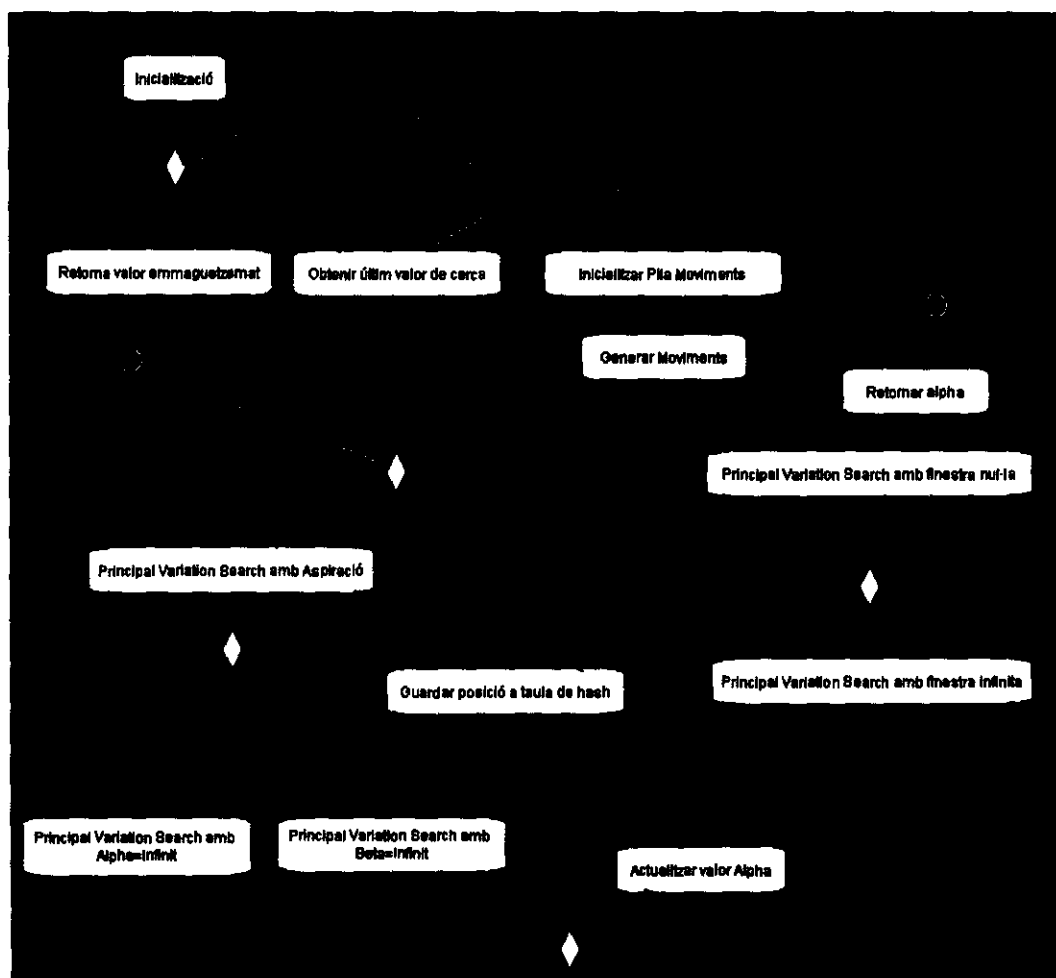 Inicialització
Retorna valor emmaguetzemat
Obtenir últim valor de cerca
Inicialitzar Pila Moviments
Generar Moviments
Retornar alpha
Principal Variation Search amb finestra nul·la
Principal Variation Search amb Aspiració
Guardar posició a taula de hash
Principal Variation Search amb finestra infinita
Principal Variation Search amb
Alpha=Infinit
Principal Variation Search amb
Beta=Infinit
Actualitzar valor Alpha